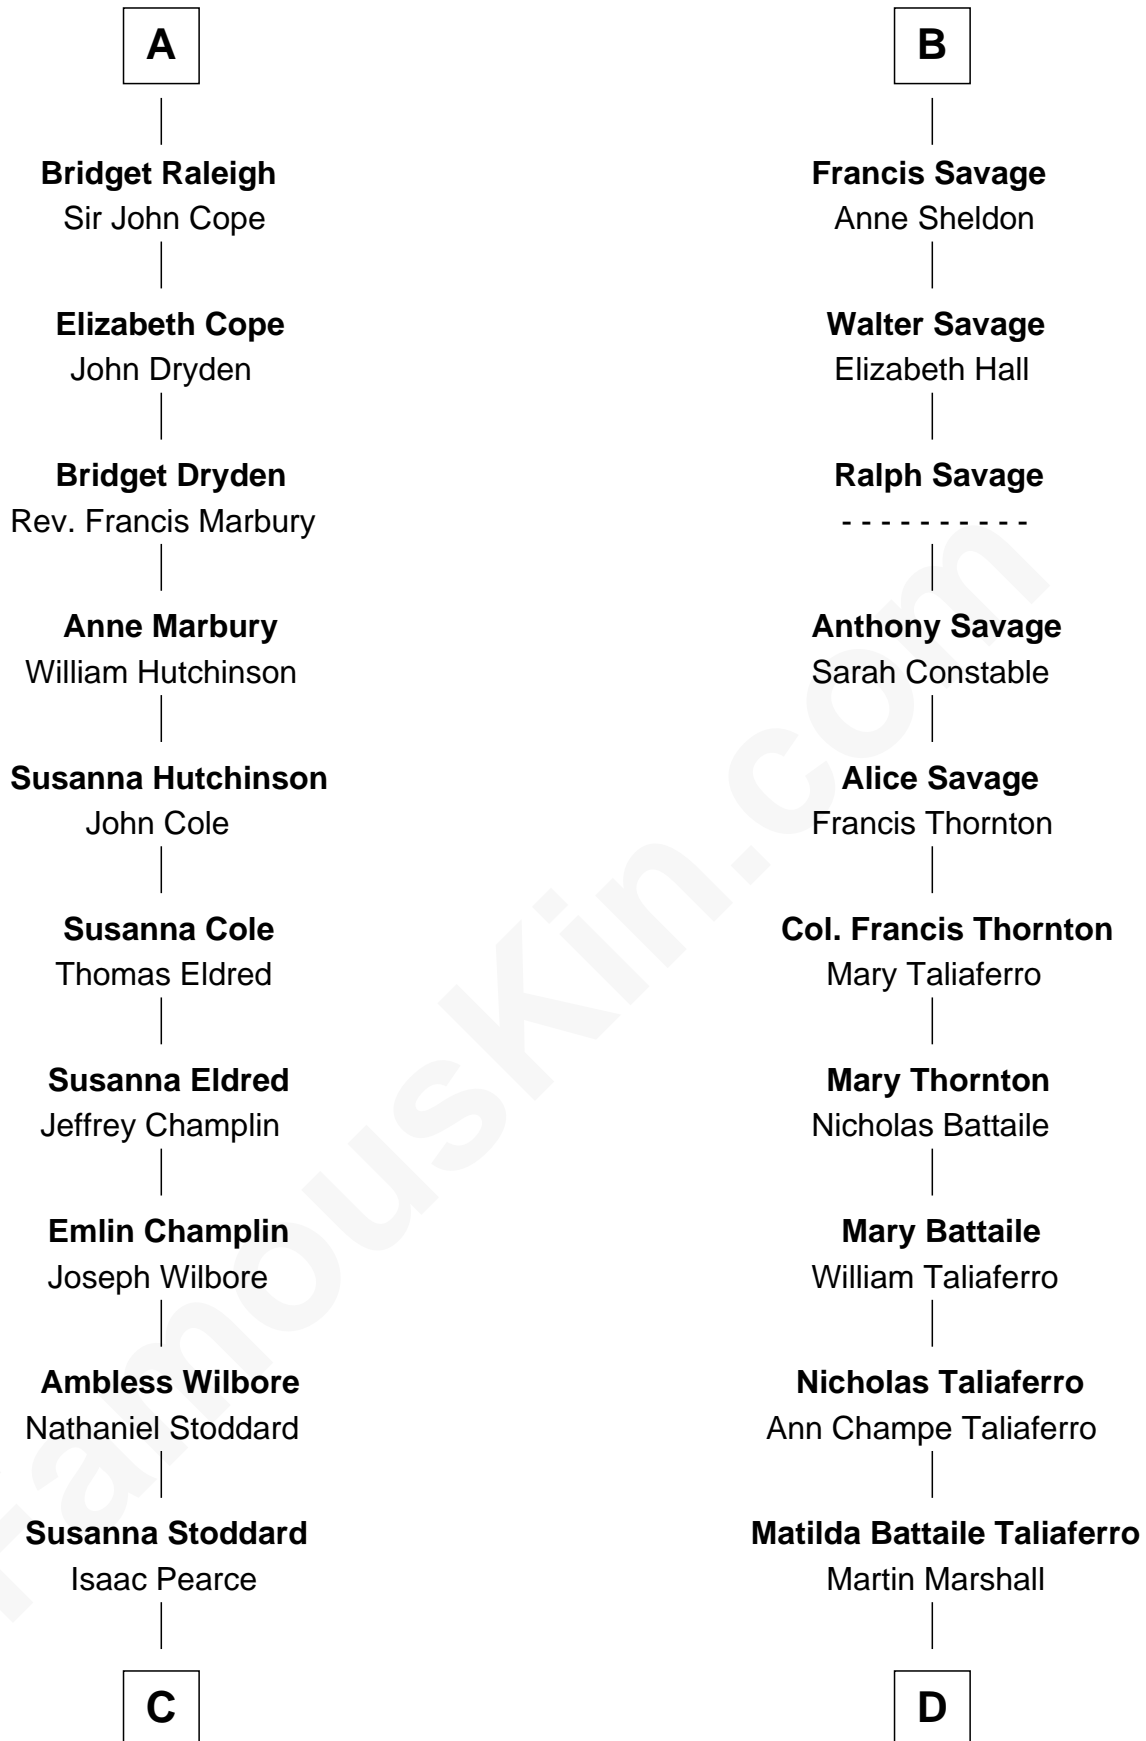 A
Bridget Raleigh
Sir John Cope
Elizabeth Cope
John Dryden
Bridget Dryden
Rev. Francis Marbury
Anne Marbury
William Hutchinson
Susanna Hutchinson
John Cole
Susanna Cole
Thomas Eldred
Susanna Eldred
Jeffrey Champlin
Emlin Champlin
Joseph Wilbore
Ambless Wilbore
Nathaniel Stoddard
Susanna Stoddard
Isaac Pearce
C
B
Francis Savage
Anne Sheldon
Walter Savage
Elizabeth Hall
Ralph Savage
- - - - - - - - - -
Anthony Savage
Sarah Constable
Alice Savage
Francis Thornton
Col. Francis Thornton
Mary Taliaferro
Mary Thornton
Nicholas Battaile
Mary Battaile
William Taliaferro
Nicholas Taliaferro
Ann Champe Taliaferro
Matilda Battaile Taliaferro
Martin Marshall
D
FamousKin.com